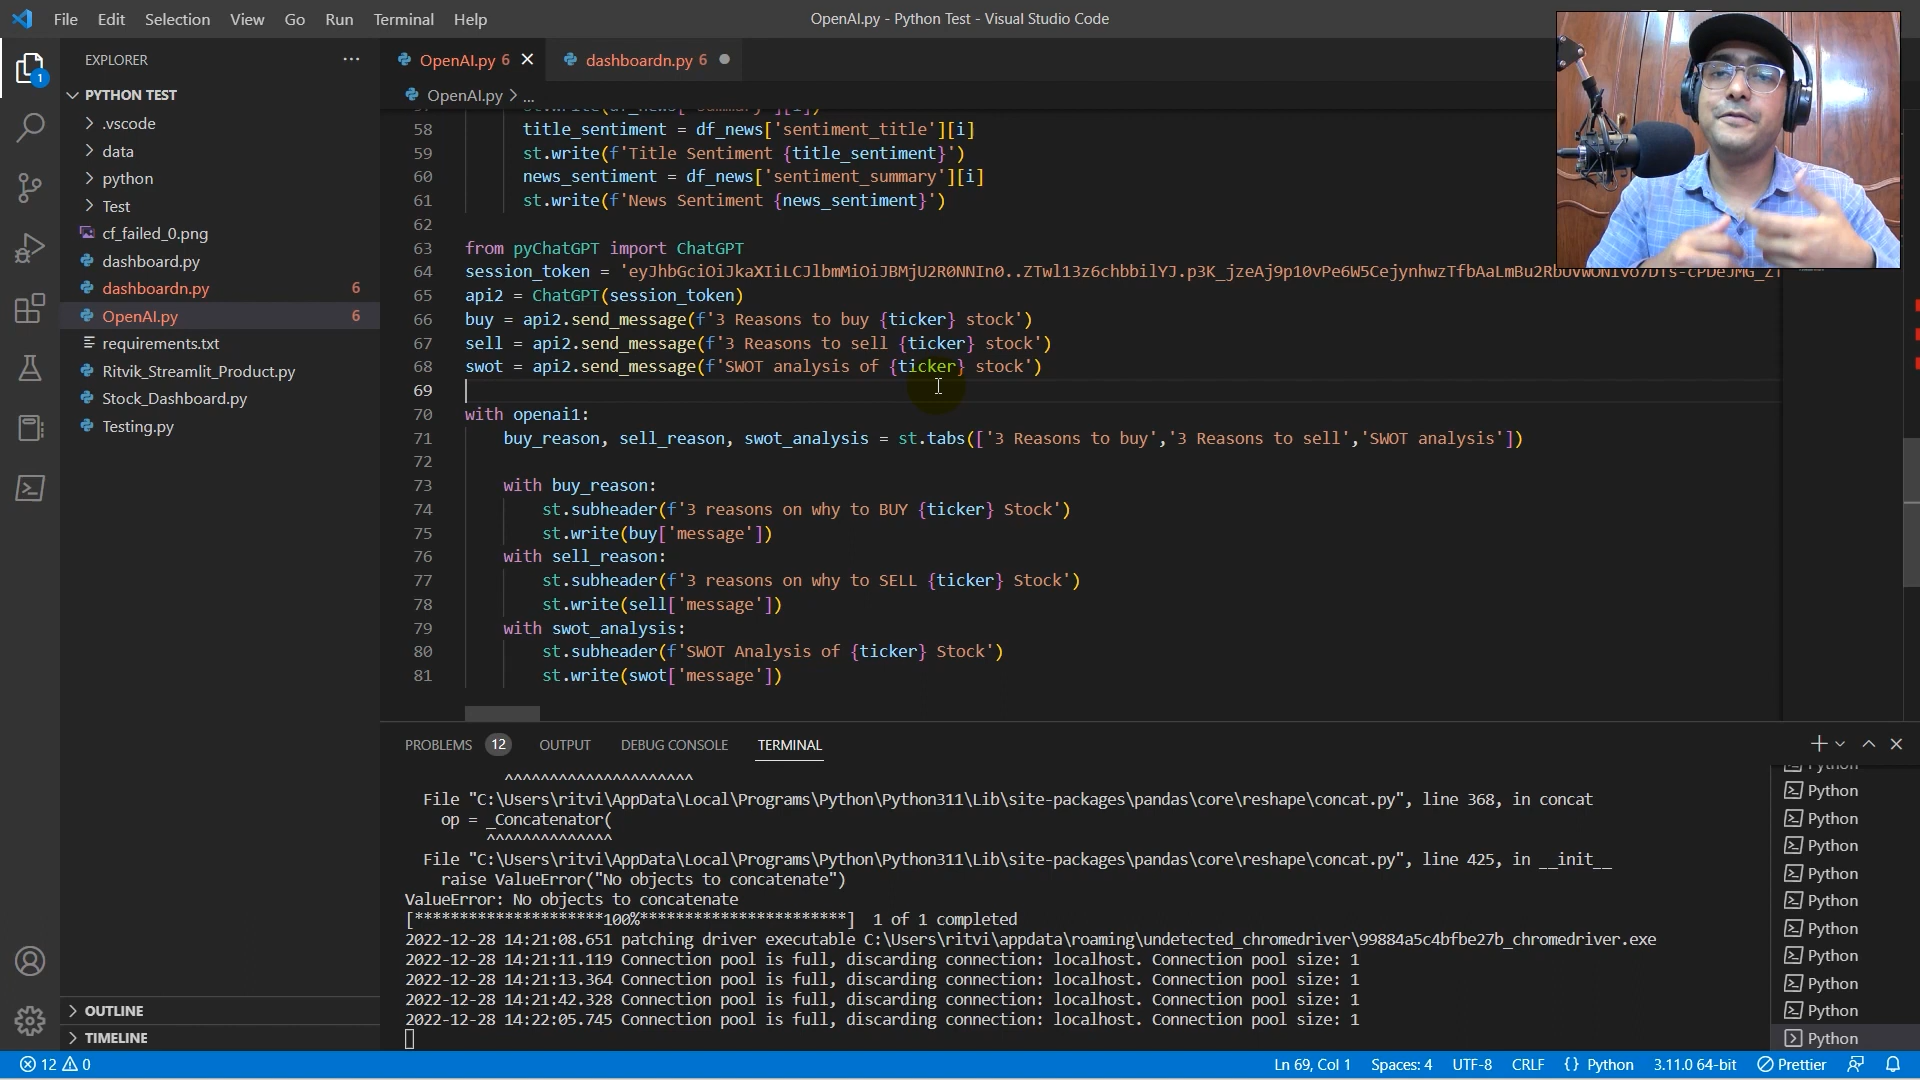 File Edit Selection View Go Run Terminal Help
OpenAI.py - Python Test - Visual Studio Code
EXPLORER ...
PYTHON TEST
.vscode
data
python
Test
cf_failed_0.png
dashboard.py
dashboardn.py 6
OpenAI.py 6
requirements.txt
Ritvik_Streamlit_Product.py
Stock_Dashboard.py
Testing.py
OUTLINE
TIMELINE
1
OpenAI.py 6
dashboardn.py 6
OpenAI.py > ...
58 title_sentiment = df_news['sentiment_title'][i]
59 st.write(f'Title Sentiment {title_sentiment}')
60 news_sentiment = df_news['sentiment_summary'][i]
61 st.write(f'News Sentiment {news_sentiment}')
62
63 from pyChatGPT import ChatGPT
64 session_token =
65 api2 = ChatGPT(session_token)
66 buy = api2.send_message(f'3 Reasons to buy {ticker} stock')
67 sell = api2.send_message(f'3 Reasons to sell {ticker} stock')
68 swot = api2.send_message(f'SWOT analysis of {ticker} stock')
69
70 with openai1:
71 buy_reason, sell_reason, swot_analysis = st.tabs(['3 Reasons to buy','3 Reasons to sell','SWOT analysis'])
72
73 with buy_reason:
74 st.subheader(f'3 reasons on why to BUY {ticker} Stock')
75 st.write(buy['message'])
76 with sell_reason:
77 st.subheader(f'3 reasons on why to SELL {ticker} Stock')
78 st.write(sell['message'])
79 with swot_analysis:
80 st.subheader(f'SWOT Analysis of {ticker} Stock')
81 st.write(swot['message'])
PROBLEMS 12 OUTPUT DEBUG CONSOLE TERMINAL
^^^^^^^^^^^^^^^^^^^^^
File "C:\Users\ritvi\AppData\Local\Programs\Python\Python311\Lib\site-packages\pandas\core\reshape\concat.py", line 368, in concat
op = _Concatenator(
^^^^^^^^^^^^^^
File "C:\Users\ritvi\AppData\Local\Programs\Python\Python311\Lib\site-packages\pandas\core\reshape\concat.py", line 425, in __init__
raise ValueError("No objects to concatenate")
ValueError: No objects to concatenate
[*********************100%***********************]  1 of 1 completed
2022-12-28 14:21:08.651 patching driver executable C:\Users\ritvi\appdata\roaming\undetected_chromedriver\99884a5c4bfbe27b_chromedriver.exe
2022-12-28 14:21:11.119 Connection pool is full, discarding connection: localhost. Connection pool size: 1
2022-12-28 14:21:13.364 Connection pool is full, discarding connection: localhost. Connection pool size: 1
2022-12-28 14:21:42.328 Connection pool is full, discarding connection: localhost. Connection pool size: 1
2022-12-28 14:22:05.745 Connection pool is full, discarding connection: localhost. Connection pool size: 1
Python
Python
Python
Python
Python
Python
Python
Python
Python
Python
12 0
Ln 69, Col 1 Spaces: 4 UTF-8 CRLF {} Python 3.11.0 64-bit Prettier